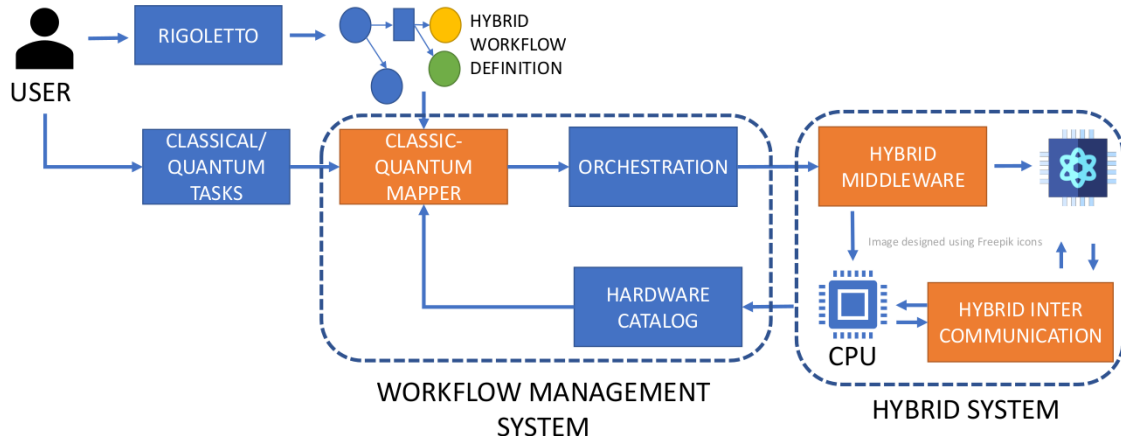 USER
RIGOLETTO
HYBRID
WORKFLOW
DEFINITION
CLASSICAL/
QUANTUM
TASKS
CLASSIC-
QUANTUM
MAPPER
ORCHESTRATION
HYBRID
MIDDLEWARE
Image designed using Freepik icons
HARDWARE
CATALOG
CPU
HYBRID INTER
COMMUNICATION
WORKFLOW MANAGEMENT
SYSTEM
HYBRID SYSTEM